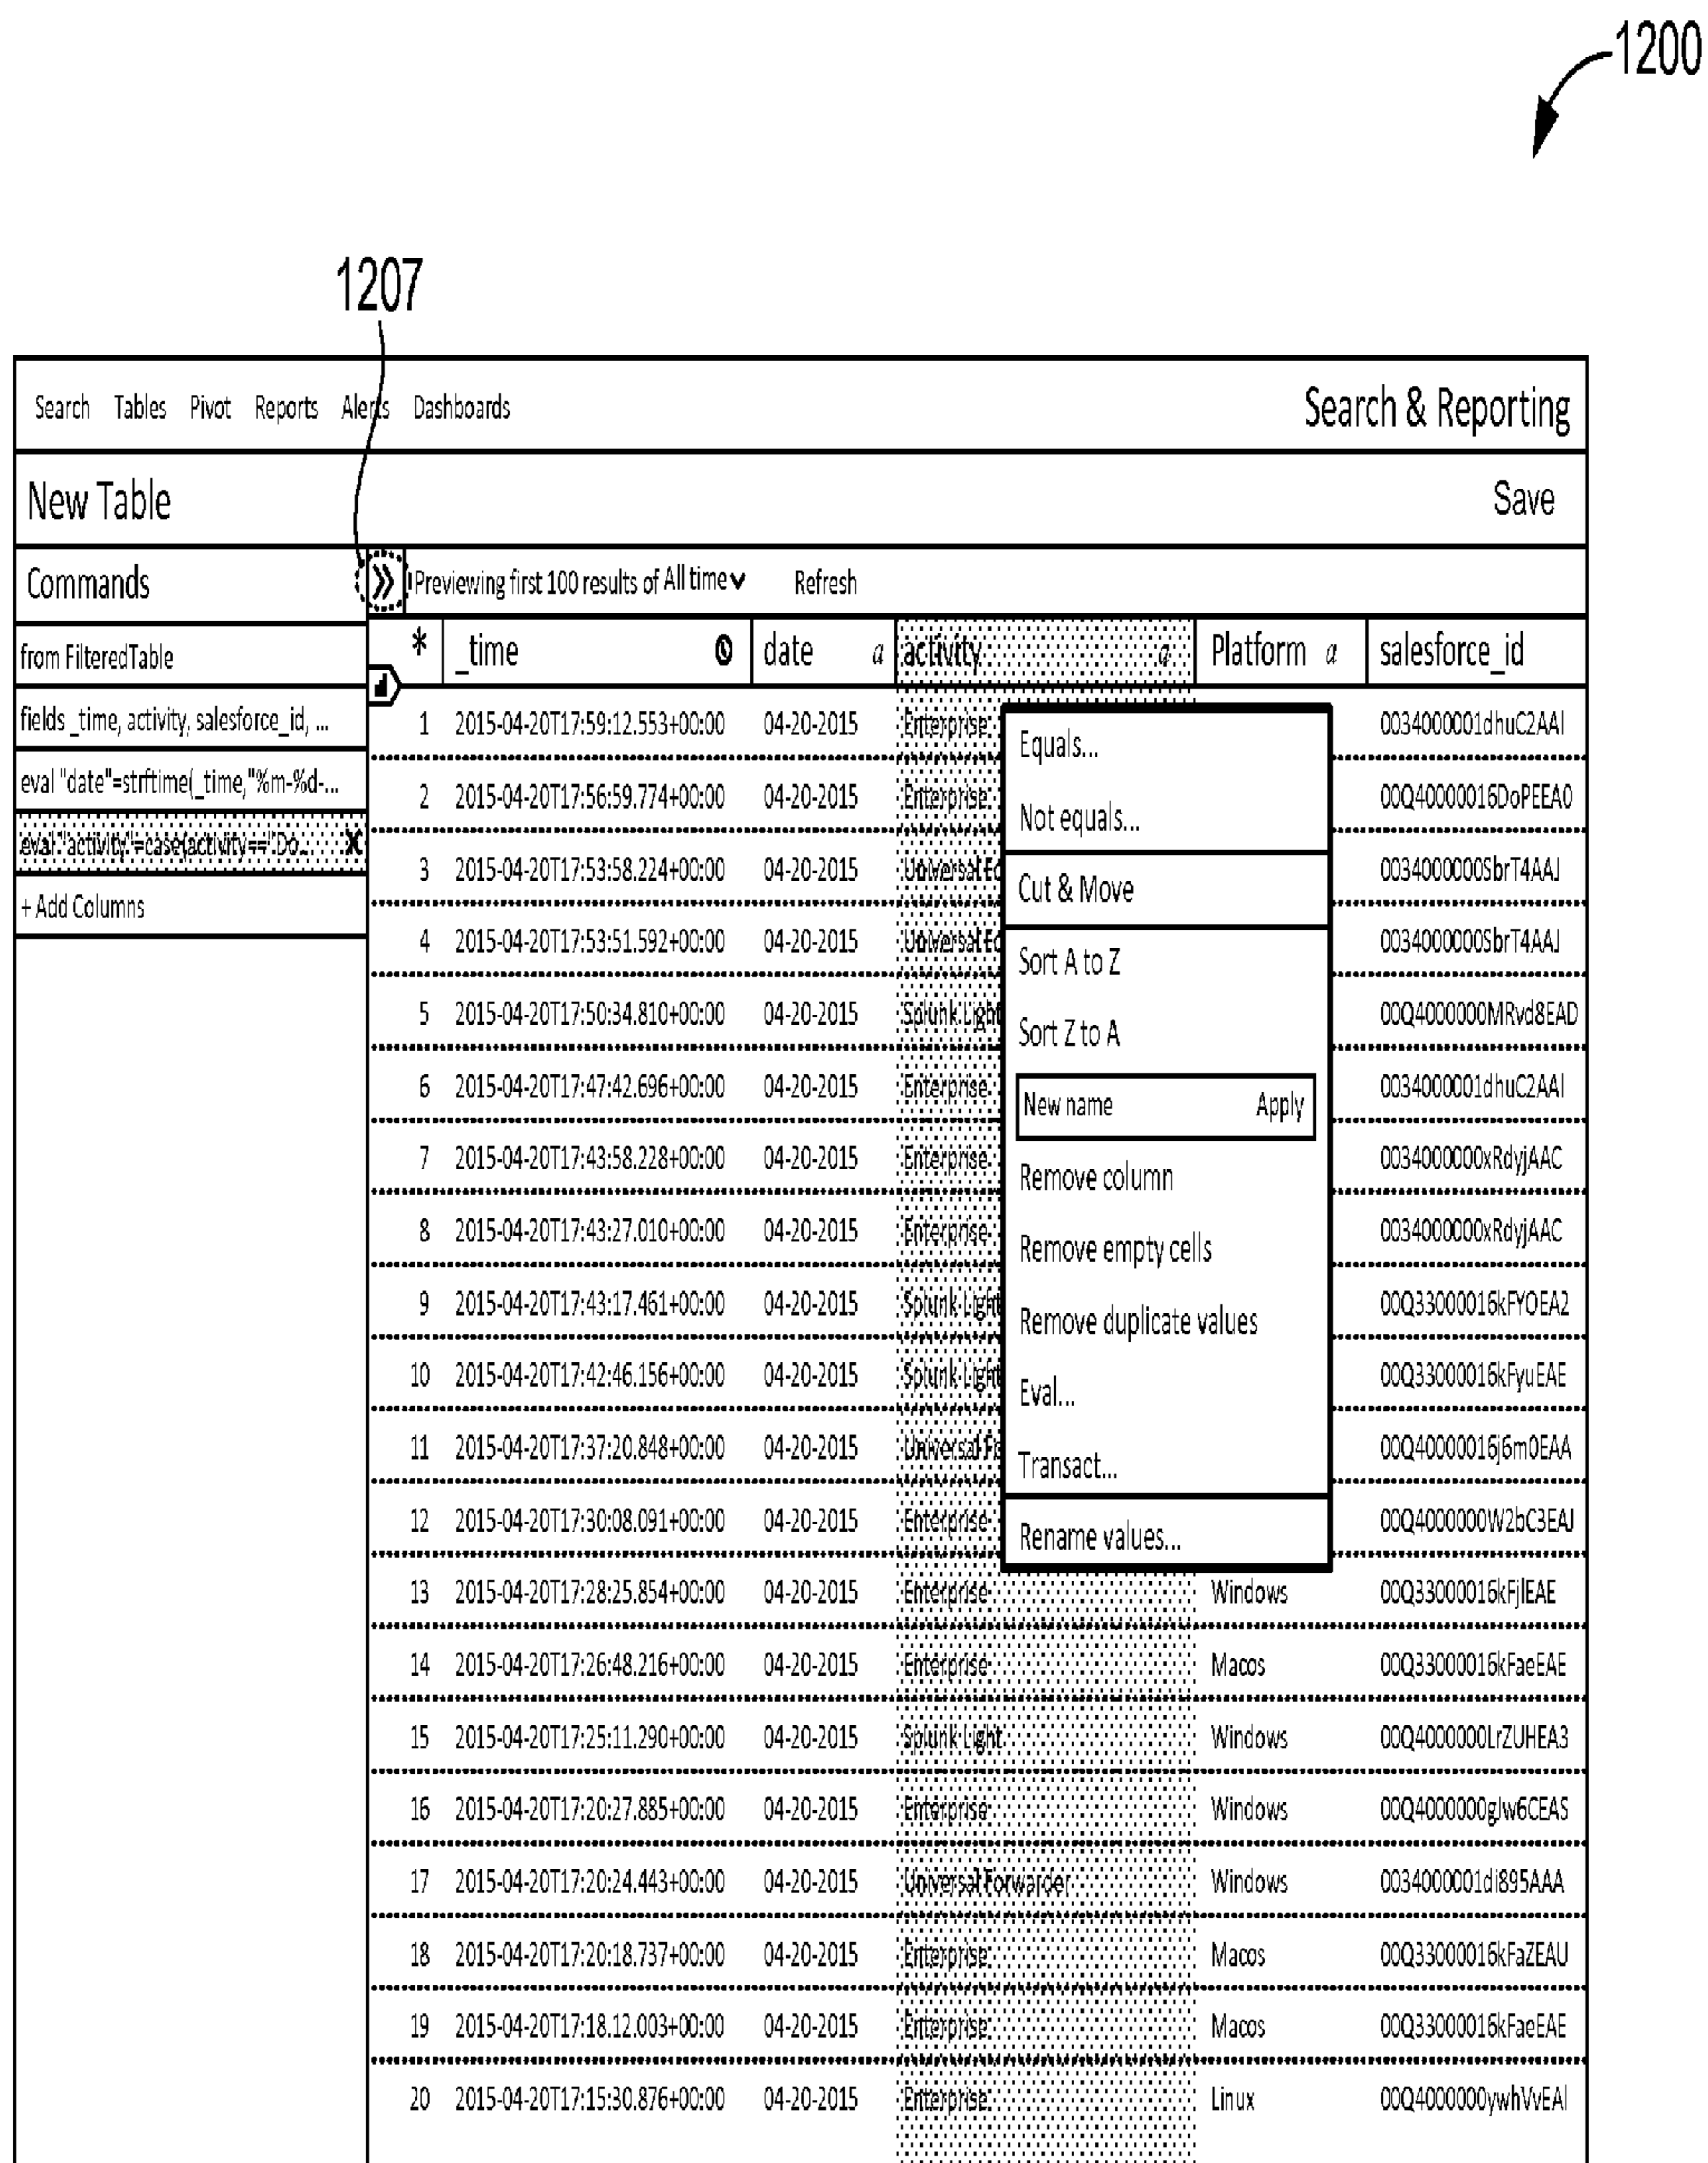 1200
1207
Search Tables Pivot Reports Alerts Dashboards Search & Reporting
New Table Save
Commands » Previewing first 100 results of All time Refresh
from FilteredTable * _time date a activity a Platform a salesforce_id
fields _time, activity, salesforce_id, ... 1 2015-04-20T17:59:12.553+00:00 04-20-2015 Enterprise Equals... 0034000001dhuC2AAI
eval "date"=strftime(_time,"%m-%d-... 2 2015-04-20T17:56:59.774+00:00 04-20-2015 Enterprise Not equals... 00Q40000016DoPEEA0
eval "activity"=case(activity=="Do... X 3 2015-04-20T17:53:58.224+00:00 04-20-2015 Universal Fo Cut & Move 0034000000SbrT4AAJ
+ Add Columns 4 2015-04-20T17:53:51.592+00:00 04-20-2015 Universal Fo Sort A to Z 0034000000SbrT4AAJ
5 2015-04-20T17:50:34.810+00:00 04-20-2015 Splunk Light Sort Z to A 00Q4000000MRvd8EAD
6 2015-04-20T17:47:42.696+00:00 04-20-2015 Enterprise New name Apply 0034000001dhuC2AAI
7 2015-04-20T17:43:58.228+00:00 04-20-2015 Enterprise Remove column 0034000000xRdyjAAC
8 2015-04-20T17:43:27.010+00:00 04-20-2015 Enterprise Remove empty cells 0034000000xRdyjAAC
9 2015-04-20T17:43:17.461+00:00 04-20-2015 Splunk Light Remove duplicate values 00Q33000016kFYOEA2
10 2015-04-20T17:42:46.156+00:00 04-20-2015 Splunk Light Eval... 00Q33000016kFyuEAE
11 2015-04-20T17:37:20.848+00:00 04-20-2015 Universal Fo Transact... 00Q40000016j6m0EAA
12 2015-04-20T17:30:08.091+00:00 04-20-2015 Enterprise Rename values... 00Q4000000W2bC3EAJ
13 2015-04-20T17:28:25.854+00:00 04-20-2015 Enterprise Windows 00Q33000016kFjlEAE
14 2015-04-20T17:26:48.216+00:00 04-20-2015 Enterprise Macos 00Q33000016kFaeEAE
15 2015-04-20T17:25:11.290+00:00 04-20-2015 Splunk Light Windows 00Q4000000LrZUHEA3
16 2015-04-20T17:20:27.885+00:00 04-20-2015 Enterprise Windows 00Q4000000gJw6CEAS
17 2015-04-20T17:20:24.443+00:00 04-20-2015 Universal Forwarder Windows 0034000001di895AAA
18 2015-04-20T17:20:18.737+00:00 04-20-2015 Enterprise Macos 00Q33000016kFaZEAU
19 2015-04-20T17:18.12.003+00:00 04-20-2015 Enterprise Macos 00Q33000016kFaeEAE
20 2015-04-20T17:15:30.876+00:00 04-20-2015 Enterprise Linux 00Q4000000ywhVvEAI